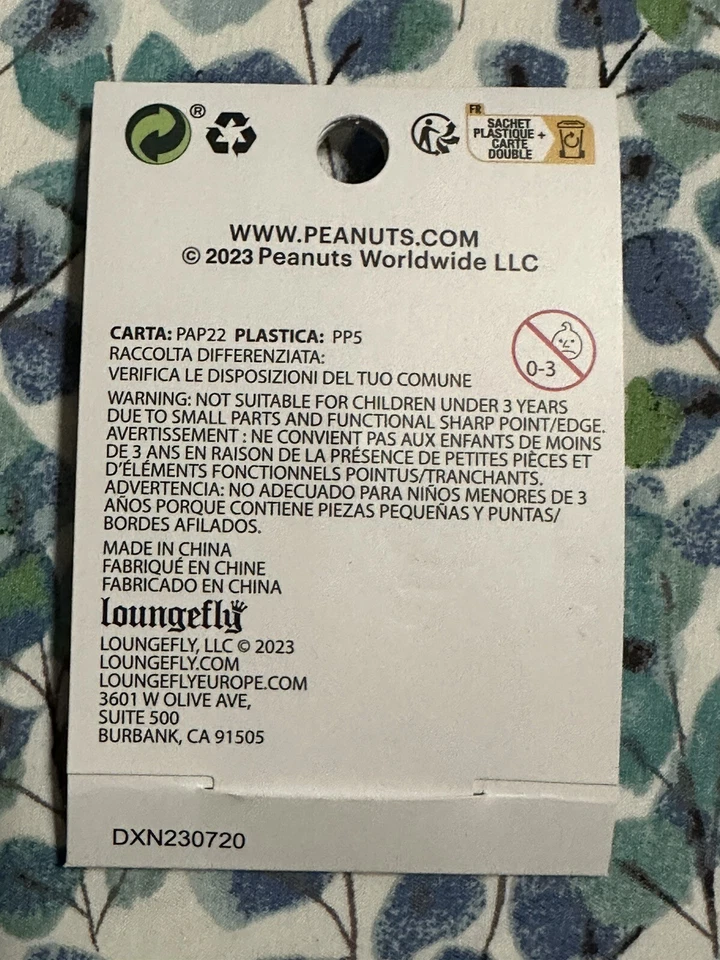 ®
FR
SACHET
PLASTIQUE +
CARTE
DOUBLE
WWW.PEANUTS.COM
© 2023 Peanuts Worldwide LLC
CARTA: PAP22 PLASTICA: PP5
RACCOLTA DIFFERENZIATA:
VERIFICA LE DISPOSIZIONI DEL TUO COMUNE
0-3
WARNING: NOT SUITABLE FOR CHILDREN UNDER 3 YEARS
DUE TO SMALL PARTS AND FUNCTIONAL SHARP POINT/EDGE.
AVERTISSEMENT : NE CONVIENT PAS AUX ENFANTS DE MOINS
DE 3 ANS EN RAISON DE LA PRÉSENCE DE PETITES PIÈCES ET
D'ÉLÉMENTS FONCTIONNELS POINTUS/TRANCHANTS.
ADVERTENCIA: NO ADECUADO PARA NIÑOS MENORES DE 3
AÑOS PORQUE CONTIENE PIEZAS PEQUEÑAS Y PUNTAS/
BORDES AFILADOS.
MADE IN CHINA
FABRIQUÉ EN CHINE
FABRICADO EN CHINA
loungefly
LOUNGEFLY, LLC © 2023
LOUNGEFLY.COM
LOUNGEFLYEUROPE.COM
3601 W OLIVE AVE,
SUITE 500
BURBANK, CA 91505
DXN230720